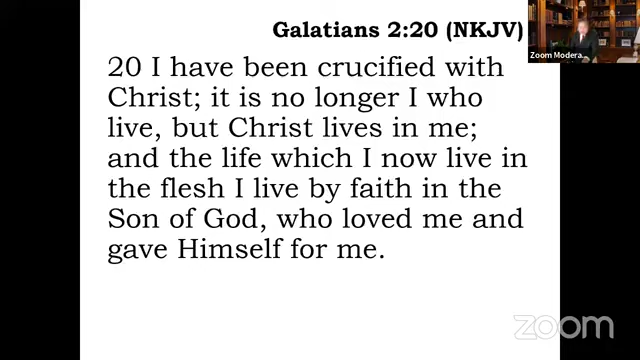 Galatians 2:20 (NKJV)
20 I have been crucified with
Christ; it is no longer I who
live, but Christ lives in me;
and the life which I now live in
the flesh I live by faith in the
Son of God, who loved me and
gave Himself for me.
Zoom Modera...
zoom